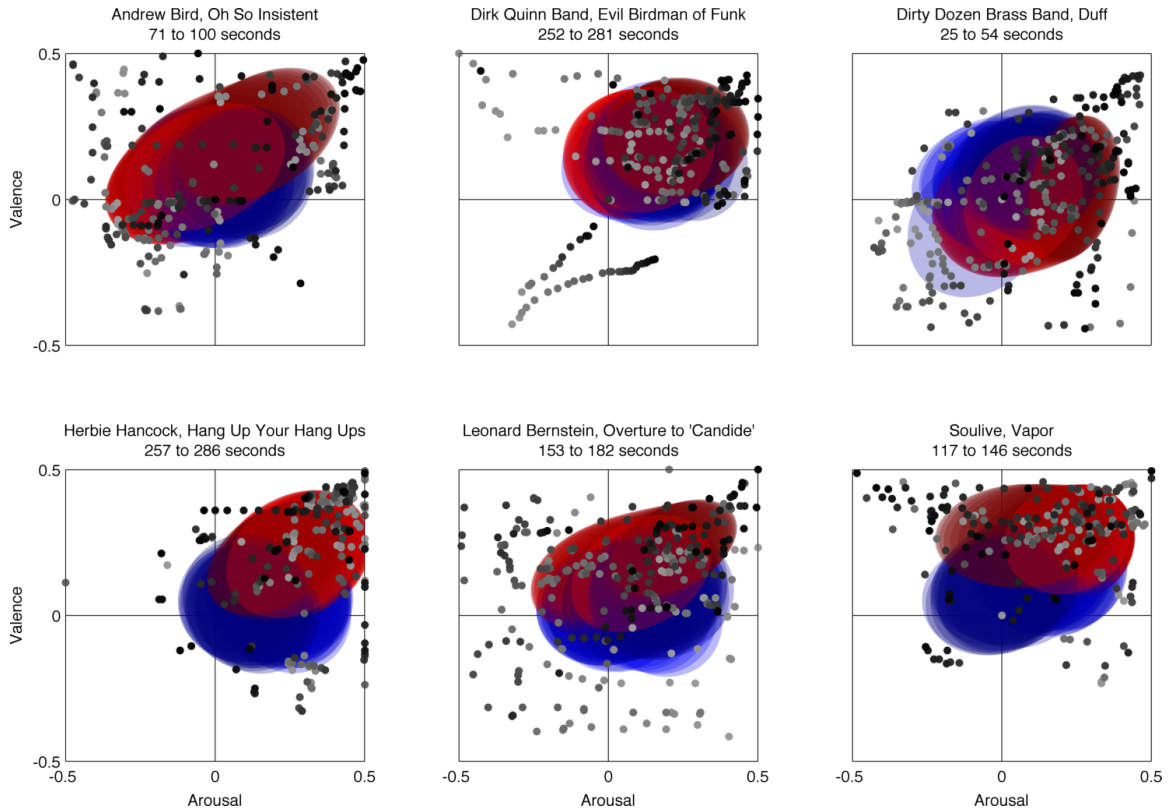 Andrew Bird, Oh So Insistent
71 to 100 seconds
Dirk Quinn Band, Evil Birdman of Funk
252 to 281 seconds
Dirty Dozen Brass Band, Duff
25 to 54 seconds
0.5
0
-0.5
Valence
Herbie Hancock, Hang Up Your Hang Ups
257 to 286 seconds
Leonard Bernstein, Overture to 'Candide'
153 to 182 seconds
Soulive, Vapor
117 to 146 seconds
0.5
0
-0.5
Valence
-0.5 0 0.5
Arousal
-0.5 0 0.5
Arousal
-0.5 0 0.5
Arousal